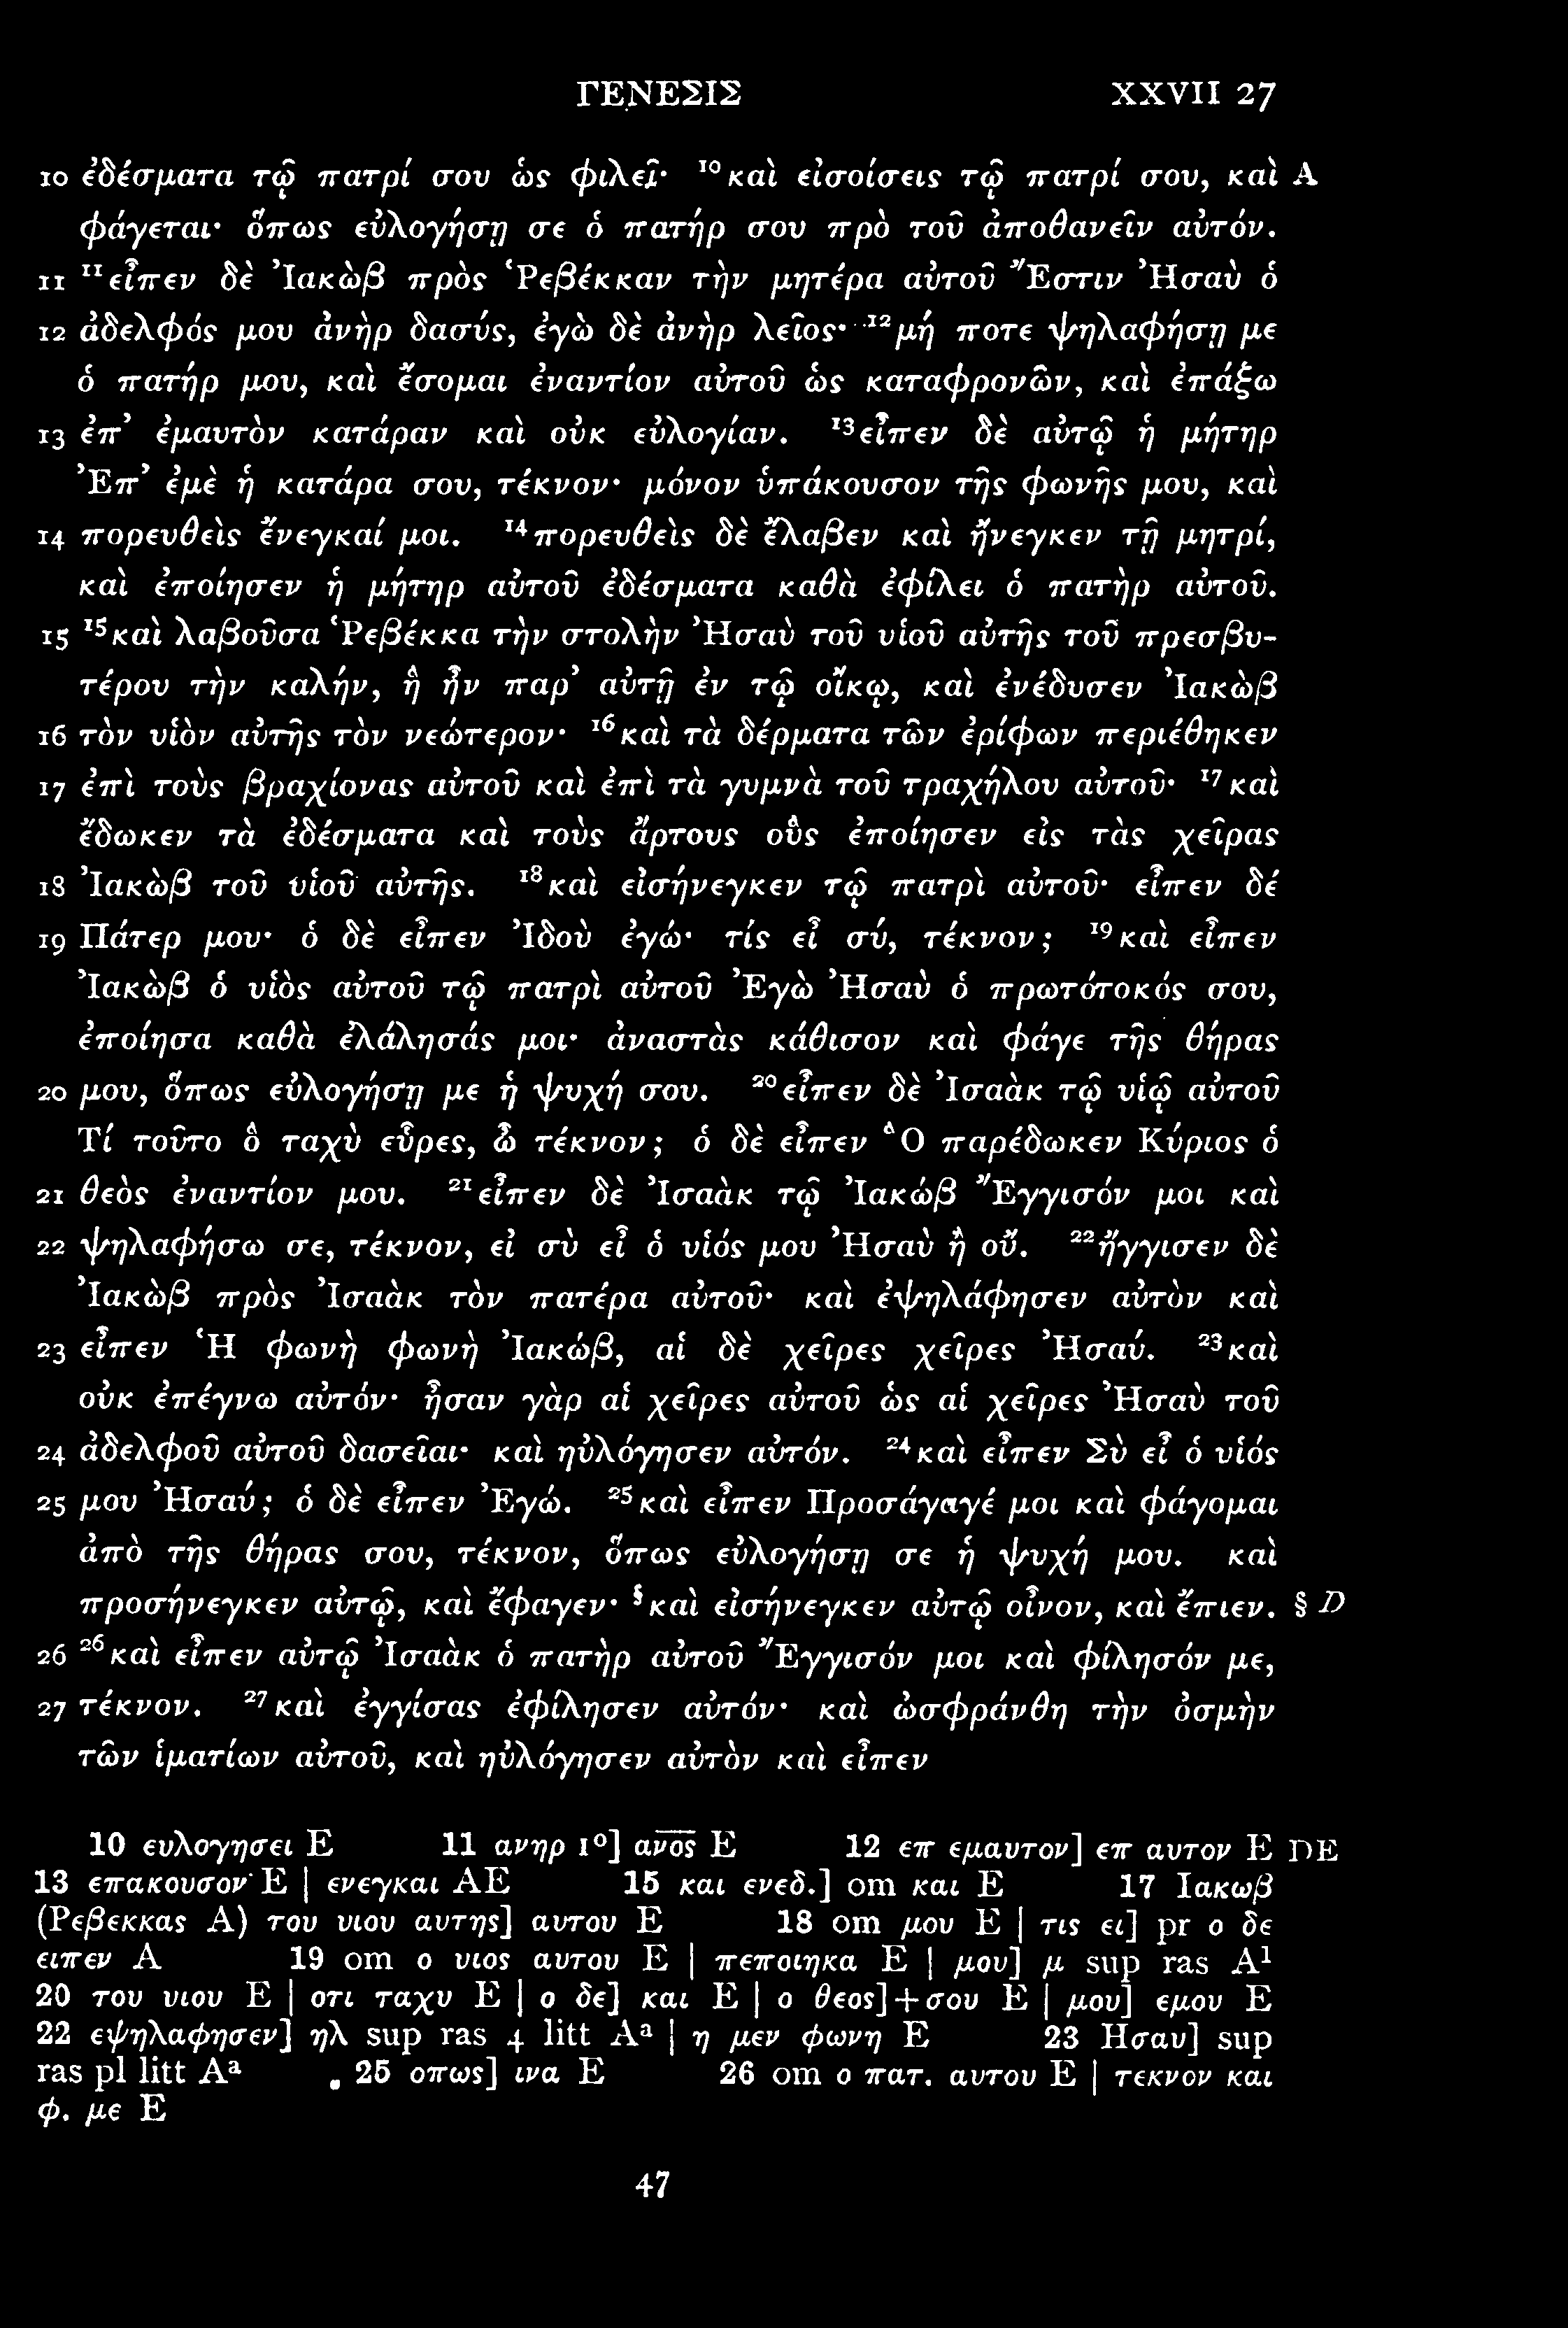 ΓΕΝΕΣΙΣ XXVII 27
10 ἐδέσματα τῷ πατρί σου ὡς φιλεῖ· ¹⁰καὶ εἰσοίσεις τῷ πατρί σου, καὶ A
φάγεται· ὅπως εὐλογήσῃ σε ὁ πατήρ σου πρὸ τοῦ ἀποθανεῖν αὐτόν.
11 ¹¹εἶπεν δὲ Ἰακὼβ πρὸς Ῥεβέκκαν τὴν μητέρα αὐτοῦ Ἔστιν Ἠσαὺ ὁ
12 ἀδελφός μου ἀνὴρ δασύς, ἐγὼ δὲ ἀνὴρ λεῖος· ¹²μή ποτε ψηλαφήσῃ με
ὁ πατήρ μου, καὶ ἔσομαι ἐναντίον αὐτοῦ ὡς καταφρονῶν, καὶ ἐπάξω
13 ἐπ’ ἐμαυτὸν κατάραν καὶ οὐκ εὐλογίαν. ¹³εἶπεν δὲ αὐτῷ ἡ μήτηρ
Ἐπ’ ἐμὲ ἡ κατάρα σου, τέκνον· μόνον ὑπάκουσον τῆς φωνῆς μου, καὶ
14 πορευθεὶς ἔνεγκαί μοι. ¹⁴πορευθεὶς δὲ ἔλαβεν καὶ ἤνεγκεν τῇ μητρί,
καὶ ἐποίησεν ἡ μήτηρ αὐτοῦ ἐδέσματα καθὰ ἐφίλει ὁ πατὴρ αὐτοῦ.
15 ¹⁵καὶ λαβοῦσα Ῥεβέκκα τὴν στολὴν Ἠσαὺ τοῦ υἱοῦ αὐτῆς τοῦ πρεσβυ-
τέρου τὴν καλήν, ἣ ἦν παρ’ αὐτῇ ἐν τῷ οἴκῳ, καὶ ἐνέδυσεν Ἰακὼβ
16 τὸν υἱὸν αὐτῆς τὸν νεώτερον· ¹⁶καὶ τὰ δέρματα τῶν ἐρίφων περιέθηκεν
17 ἐπὶ τοὺς βραχίονας αὐτοῦ καὶ ἐπὶ τὰ γυμνὰ τοῦ τραχήλου αὐτοῦ· ¹⁷καὶ
ἔδωκεν τὰ ἐδέσματα καὶ τοὺς ἄρτους οὓς ἐποίησεν εἰς τὰς χεῖρας
18 Ἰακὼβ τοῦ υἱοῦ αὐτῆς. ¹⁸καὶ εἰσήνεγκεν τῷ πατρὶ αὐτοῦ· εἶπεν δέ
19 Πάτερ μου· ὁ δὲ εἶπεν Ἰδοὺ ἐγώ· τίς εἶ σύ, τέκνον; ¹⁹καὶ εἶπεν
Ἰακὼβ ὁ υἱὸς αὐτοῦ τῷ πατρὶ αὐτοῦ Ἐγὼ Ἠσαὺ ὁ πρωτότοκός σου,
ἐποίησα καθὰ ἐλάλησάς μοι· ἀναστὰς κάθισον καὶ φάγε τῆς θήρας
20 μου, ὅπως εὐλογήσῃ με ἡ ψυχή σου. ²⁰εἶπεν δὲ Ἰσαὰκ τῷ υἱῷ αὐτοῦ
Τί τοῦτο ὃ ταχὺ εὗρες, ὦ τέκνον; ὁ δὲ εἶπεν Ὃ παρέδωκεν Κύριος ὁ
21 θεὸς ἐναντίον μου. ²¹εἶπεν δὲ Ἰσαὰκ τῷ Ἰακώβ Ἔγγισόν μοι καὶ
22 ψηλαφήσω σε, τέκνον, εἰ σὺ εἶ ὁ υἱός μου Ἠσαὺ ἢ οὔ. ²²ἤγγισεν δὲ
Ἰακὼβ πρὸς Ἰσαὰκ τὸν πατέρα αὐτοῦ· καὶ ἐψηλάφησεν αὐτὸν καὶ
23 εἶπεν Ἡ φωνὴ φωνὴ Ἰακώβ, αἱ δὲ χεῖρες χεῖρες Ἠσαύ. ²³καὶ
οὐκ ἐπέγνω αὐτόν· ἦσαν γὰρ αἱ χεῖρες αὐτοῦ ὡς αἱ χεῖρες Ἠσαὺ τοῦ
24 ἀδελφοῦ αὐτοῦ δασεῖαι· καὶ ηὐλόγησεν αὐτόν. ²⁴καὶ εἶπεν Σὺ εἶ ὁ υἱός
25 μου Ἠσαύ; ὁ δὲ εἶπεν Ἐγώ. ²⁵καὶ εἶπεν Προσάγαγέ μοι καὶ φάγομαι
ἀπὸ τῆς θήρας σου, τέκνον, ὅπως εὐλογήσῃ σε ἡ ψυχή μου. καὶ
προσήνεγκεν αὐτῷ, καὶ ἔφαγεν· §καὶ εἰσήνεγκεν αὐτῷ οἶνον, καὶ ἔπιεν. § D
26 ²⁶καὶ εἶπεν αὐτῷ Ἰσαὰκ ὁ πατὴρ αὐτοῦ Ἔγγισόν μοι καὶ φίλησόν με,
27 τέκνον. ²⁷καὶ ἐγγίσας ἐφίλησεν αὐτόν· καὶ ὠσφράνθη τὴν ὀσμὴν
τῶν ἱματίων αὐτοῦ, καὶ ηὐλόγησεν αὐτὸν καὶ εἶπεν
10 ευλογησει E 11 ανηρ 1°] αν̅ο̅ς̅ E 12 επ εμαυτον] επ αυτον E DE
13 επακουσον E | ενεγκαι AE 15 και ενεδ.] om και E 17 Ιακωβ
(Ρεβεκκας A) του υιου αυτης] αυτου E 18 om μου E | τις ει] pr ο δε
ειπεν A 19 om ο υιος αυτου E | πεποιηκα E | μου] μ sup ras A¹
20 του υιου E | οτι ταχυ E | ο δε] και E | ο θεος]+σου E | μου] εμου E
22 εψηλαφησεν] ηλ sup ras 4 litt Aᵃ | η μεν φωνη E 23 Ησαυ] sup
ras pl litt Aᵃ 25 οπως] ινα E 26 om ο πατ. αυτου E | τεκνον και
φ. με E
47